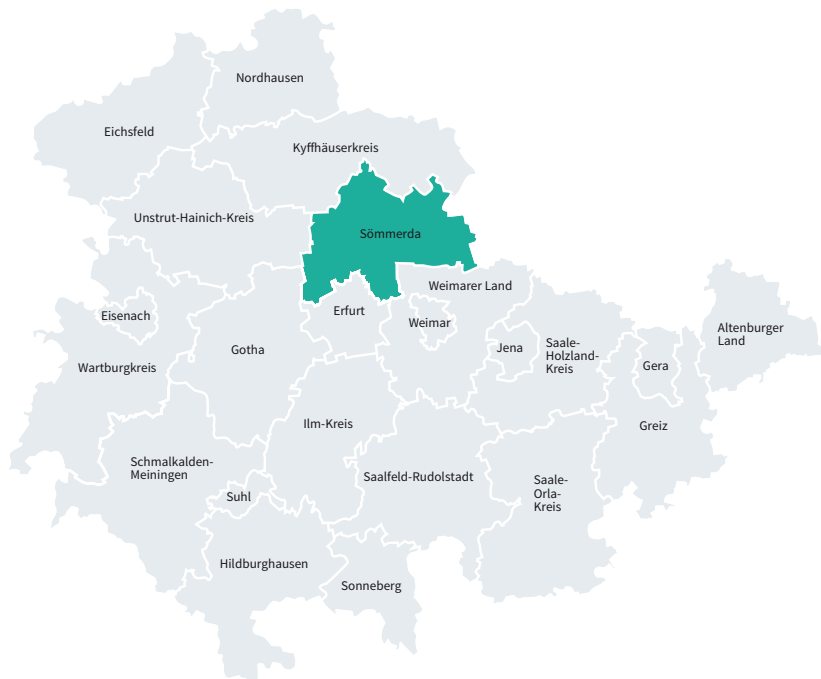 Nordhausen
Eichsfeld
Kyffhäuserkreis
Unstrut-Hainich-Kreis
Sömmerda
Weimarer Land
Eisenach
Erfurt
Weimar
Altenburger
Land
Gotha
Jena
Saale-
Holzland-
Kreis
Gera
Wartburgkreis
Ilm-Kreis
Greiz
Schmalkalden-
Meiningen
Saalfeld-Rudolstadt
Saale-
Orla-
Kreis
Suhl
Hildburghausen
Sonneberg